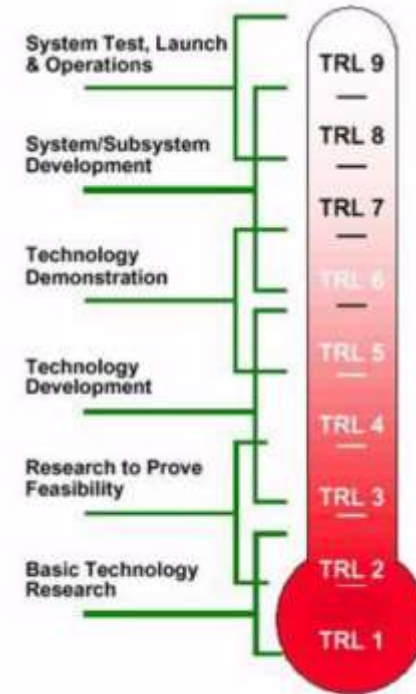 System Test, Launch
& Operations
System/Subsystem
Development
Technology
Demonstration
Technology
Development
Research to Prove
Feasibility
Basic Technology
Research
TRL 9
TRL 8
TRL 7
TRL 6
TRL 5
TRL 4
TRL 3
TRL 2
TRL 1